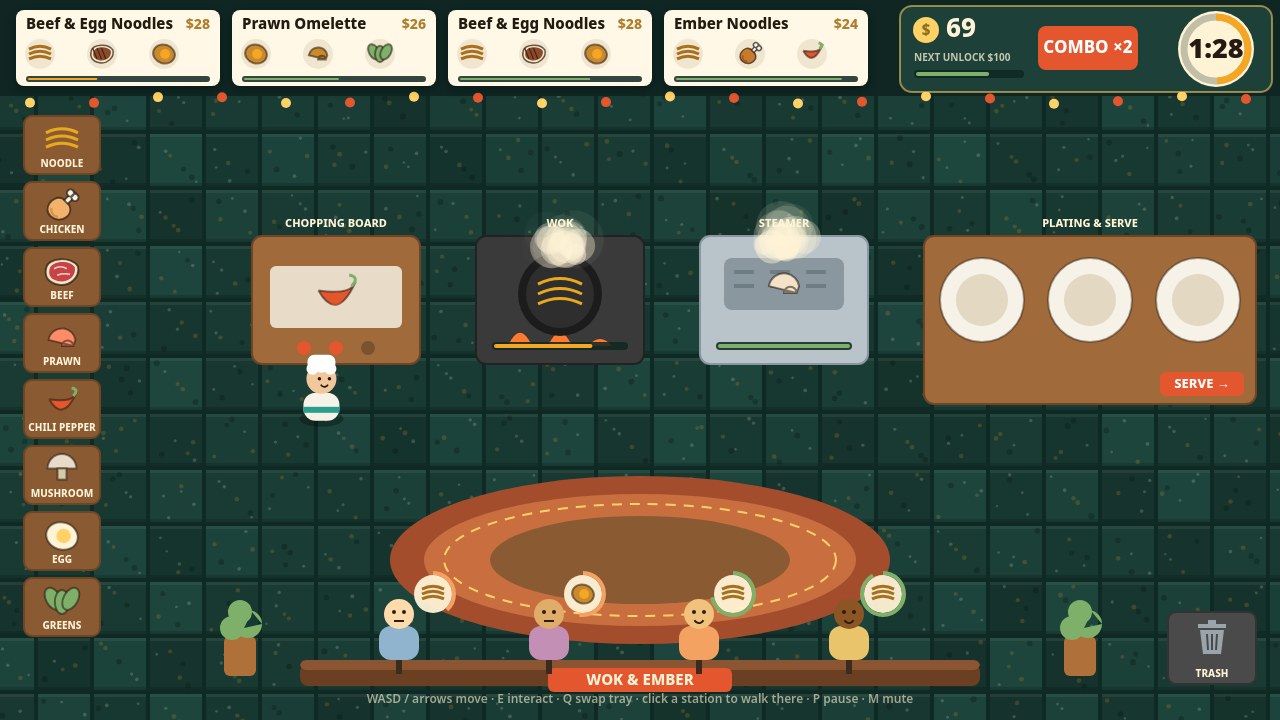 Beef & Egg Noodles $28
Prawn Omelette $26
Beef & Egg Noodles $28
Ember Noodles $24
$ 69
NEXT UNLOCK $100
COMBO ×2
1:28
NOODLE
CHICKEN
BEEF
PRAWN
CHILI PEPPER
MUSHROOM
EGG
GREENS
CHOPPING BOARD
WOK
STEAMER
PLATING & SERVE
SERVE →
TRASH
WOK & EMBER
WASD / arrows move · E interact · Q swap tray · click a station to walk there · P pause · M mute